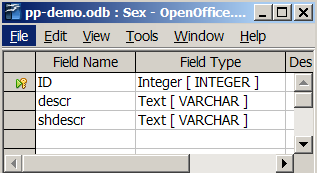 pp-demo.odb : Sex - OpenOffice....
File Edit View Tools Window Help
Field Name Field Type Des
ID Integer [ INTEGER ]
descr Text [ VARCHAR ]
shdescr Text [ VARCHAR ]